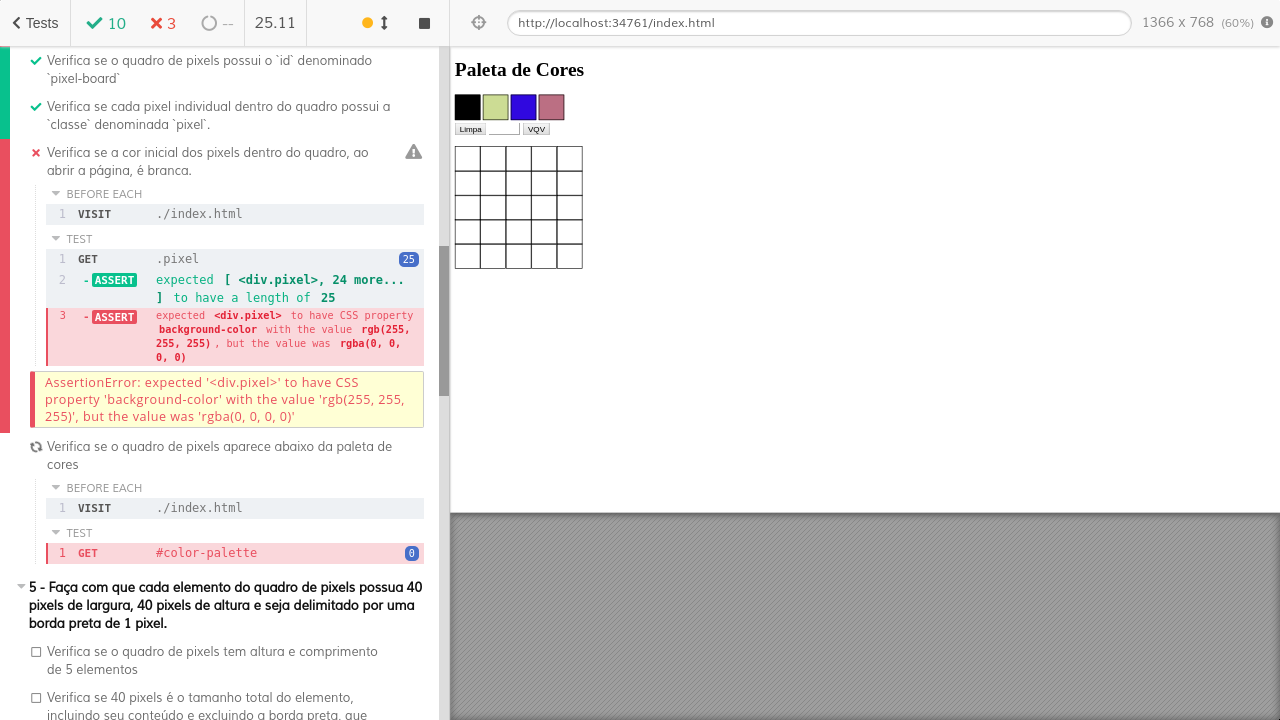 Tests
10
3
--
25.11
http://localhost:34761/index.html
1366 x 768 (60%)
Verifica se o quadro de pixels possui o `id` denominado
`pixel-board`
Verifica se cada pixel individual dentro do quadro possui a
`classe` denominada `pixel`.
Verifica se a cor inicial dos pixels dentro do quadro, ao
abrir a página, é branca.
BEFORE EACH
1 VISIT ./index.html
TEST
1 GET .pixel 25
2 -ASSERT expected [ <div.pixel>, 24 more...
] to have a length of 25
3 -ASSERT expected <div.pixel> to have CSS property
background-color with the value rgb(255,
255, 255), but the value was rgba(0, 0,
0, 0)
AssertionError: expected '<div.pixel>' to have CSS
property 'background-color' with the value 'rgb(255, 255,
255)', but the value was 'rgba(0, 0, 0, 0)'
Verifica se o quadro de pixels aparece abaixo da paleta de
cores
BEFORE EACH
1 VISIT ./index.html
TEST
1 GET #color-palette 0
5 - Faça com que cada elemento do quadro de pixels possua 40
pixels de largura, 40 pixels de altura e seja delimitado por uma
borda preta de 1 pixel.
Verifica se o quadro de pixels tem altura e comprimento
de 5 elementos
Verifica se 40 pixels é o tamanho total do elemento,
incluindo seu conteúdo e excluindo a borda preta, que
Paleta de Cores
Limpa
VQV